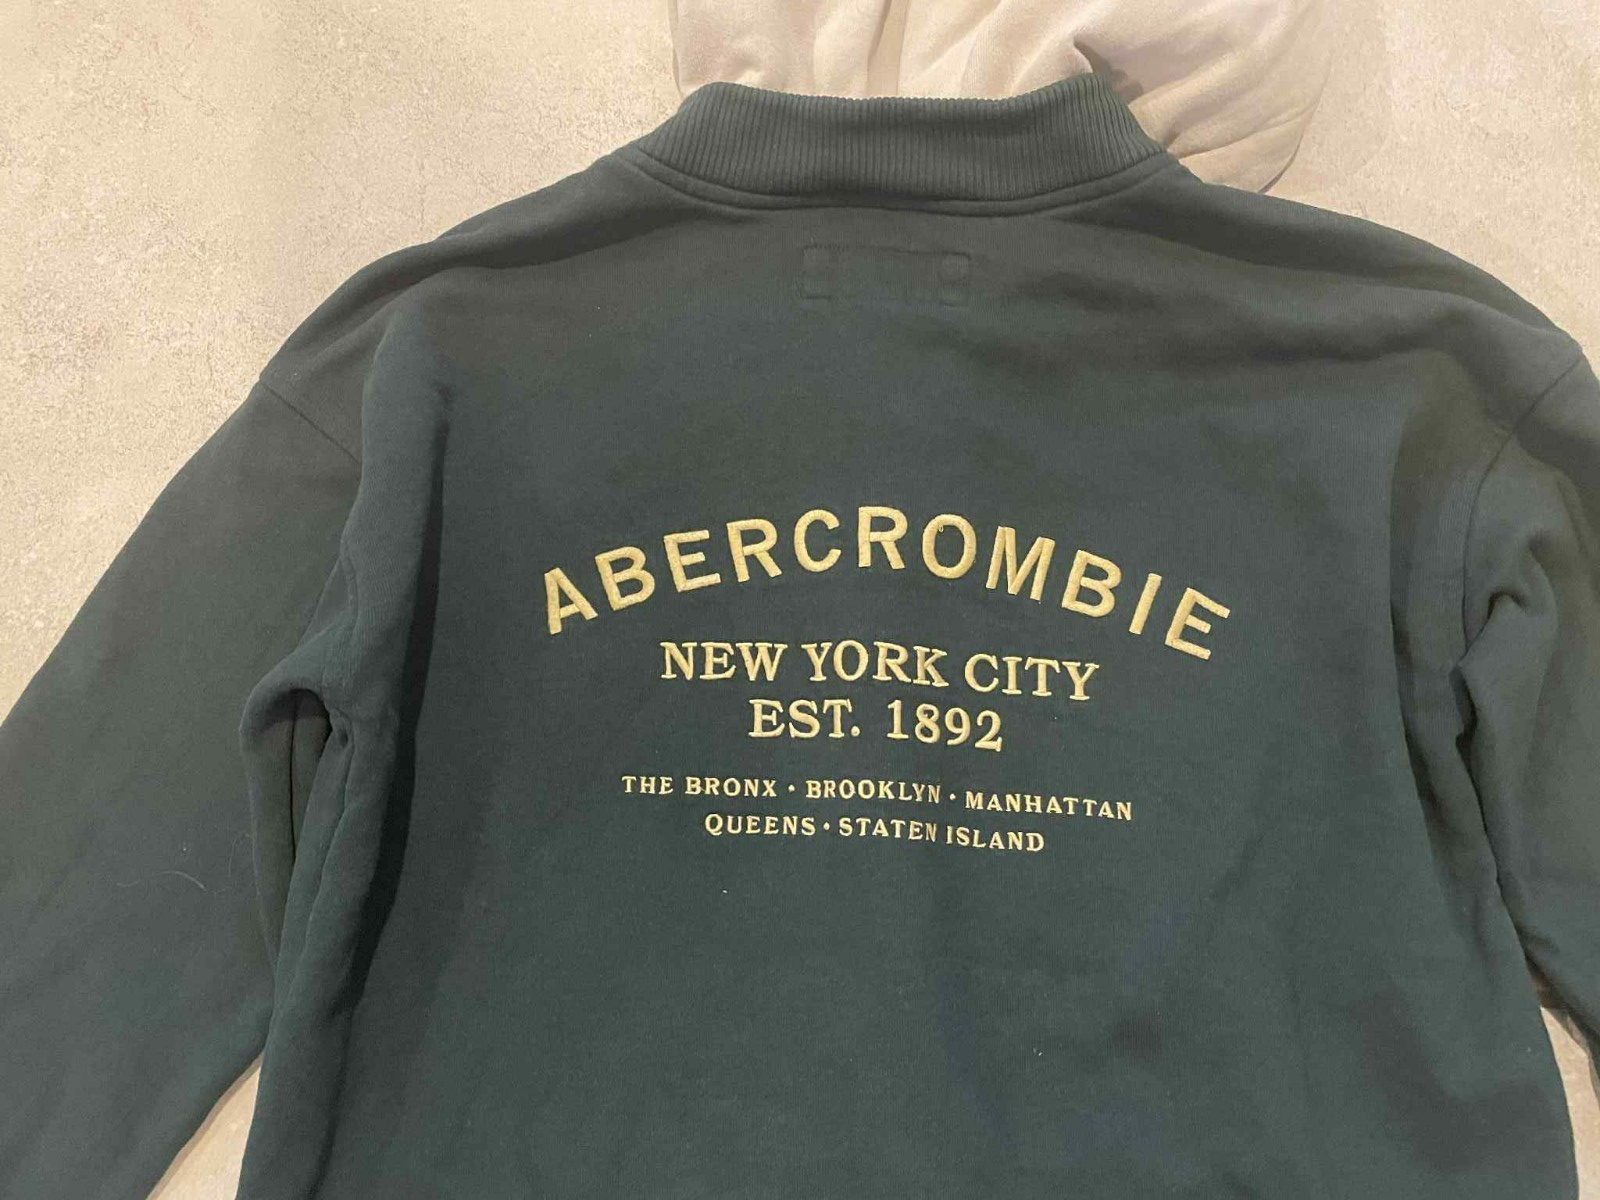 ABERCROMBIE
NEW YORK CITY
EST. 1892
THE BRONX • BROOKLYN • MANHATTAN
QUEENS • STATEN ISLAND